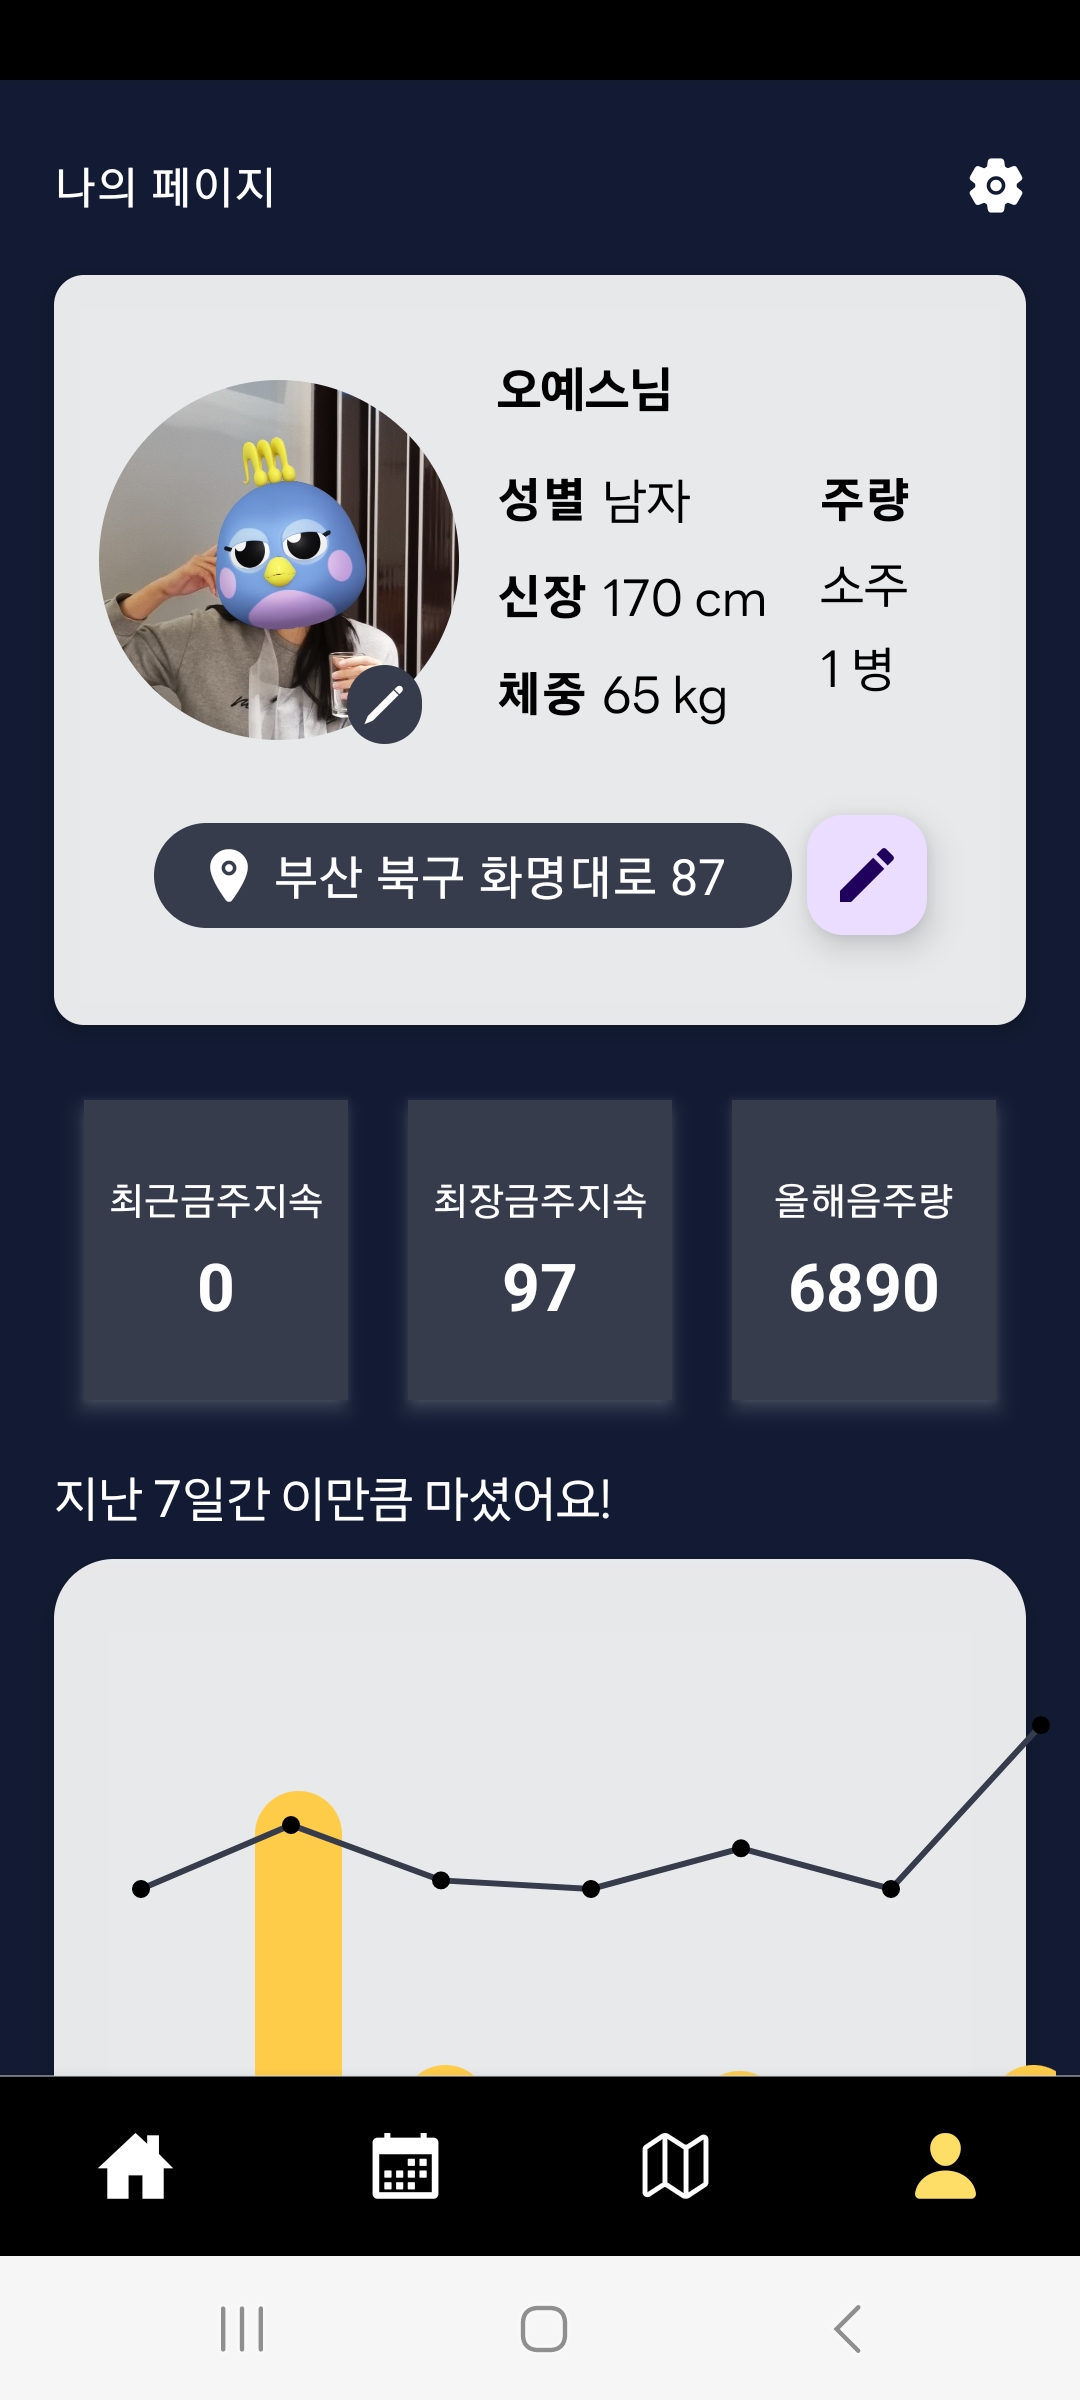 나의 페이지
오예스님
성별 남자
신장 170 cm
체중 65 kg
주량
소주
1 병
부산 북구 화명대로 87
최근금주지속
0
최장금주지속
97
올해음주량
6890
지난 7일간 이만큼 마셨어요!